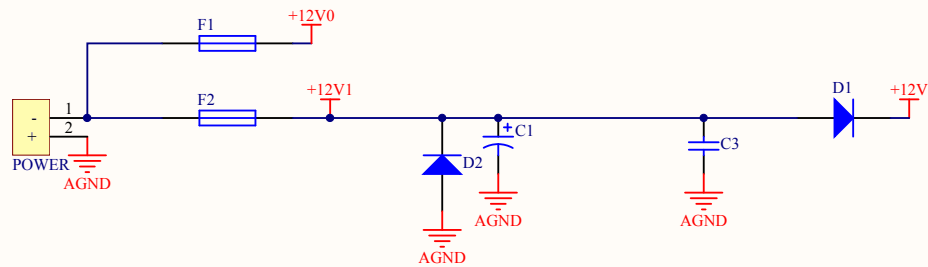 F1
+12V0
1
-
F2
+12V1
D1
+12V
+
2
POWER
AGND
D2
+
C1
C3
AGND
AGND
AGND